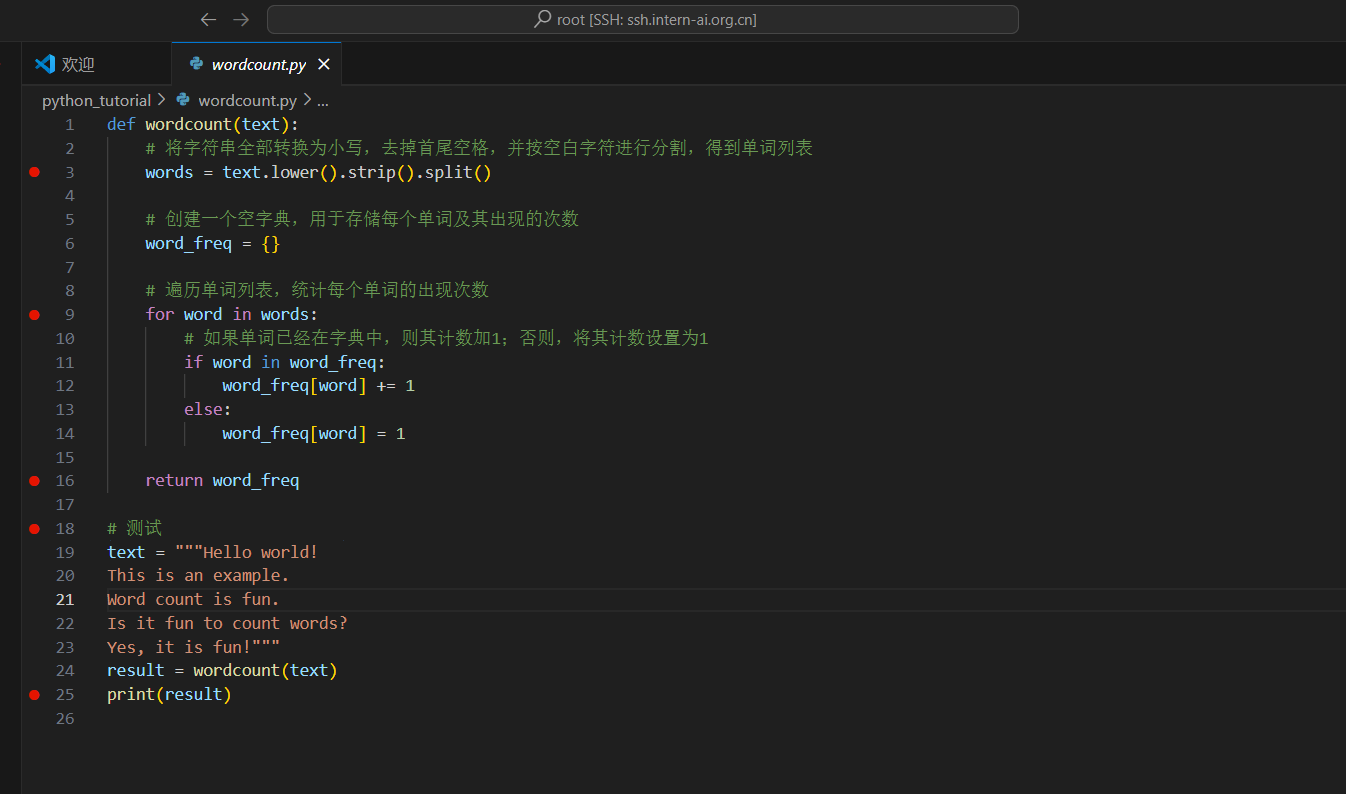 root [SSH: ssh.intern-ai.org.cn]
欢迎 wordcount.py
python_tutorial > wordcount.py > ...
1 def wordcount(text):
2     # 将字符串全部转换为小写，去掉首尾空格，并按空白字符进行分割，得到单词列表
3     words = text.lower().strip().split()
4
5     # 创建一个空字典，用于存储每个单词及其出现的次数
6     word_freq = {}
7
8     # 遍历单词列表，统计每个单词的出现次数
9     for word in words:
10         # 如果单词已经在字典中，则其计数加1；否则，将其计数设置为1
11         if word in word_freq:
12             word_freq[word] += 1
13         else:
14             word_freq[word] = 1
15
16     return word_freq
17
18 # 测试
19 text = """Hello world!
20 This is an example.
21 Word count is fun.
22 Is it fun to count words?
23 Yes, it is fun!"""
24 result = wordcount(text)
25 print(result)
26